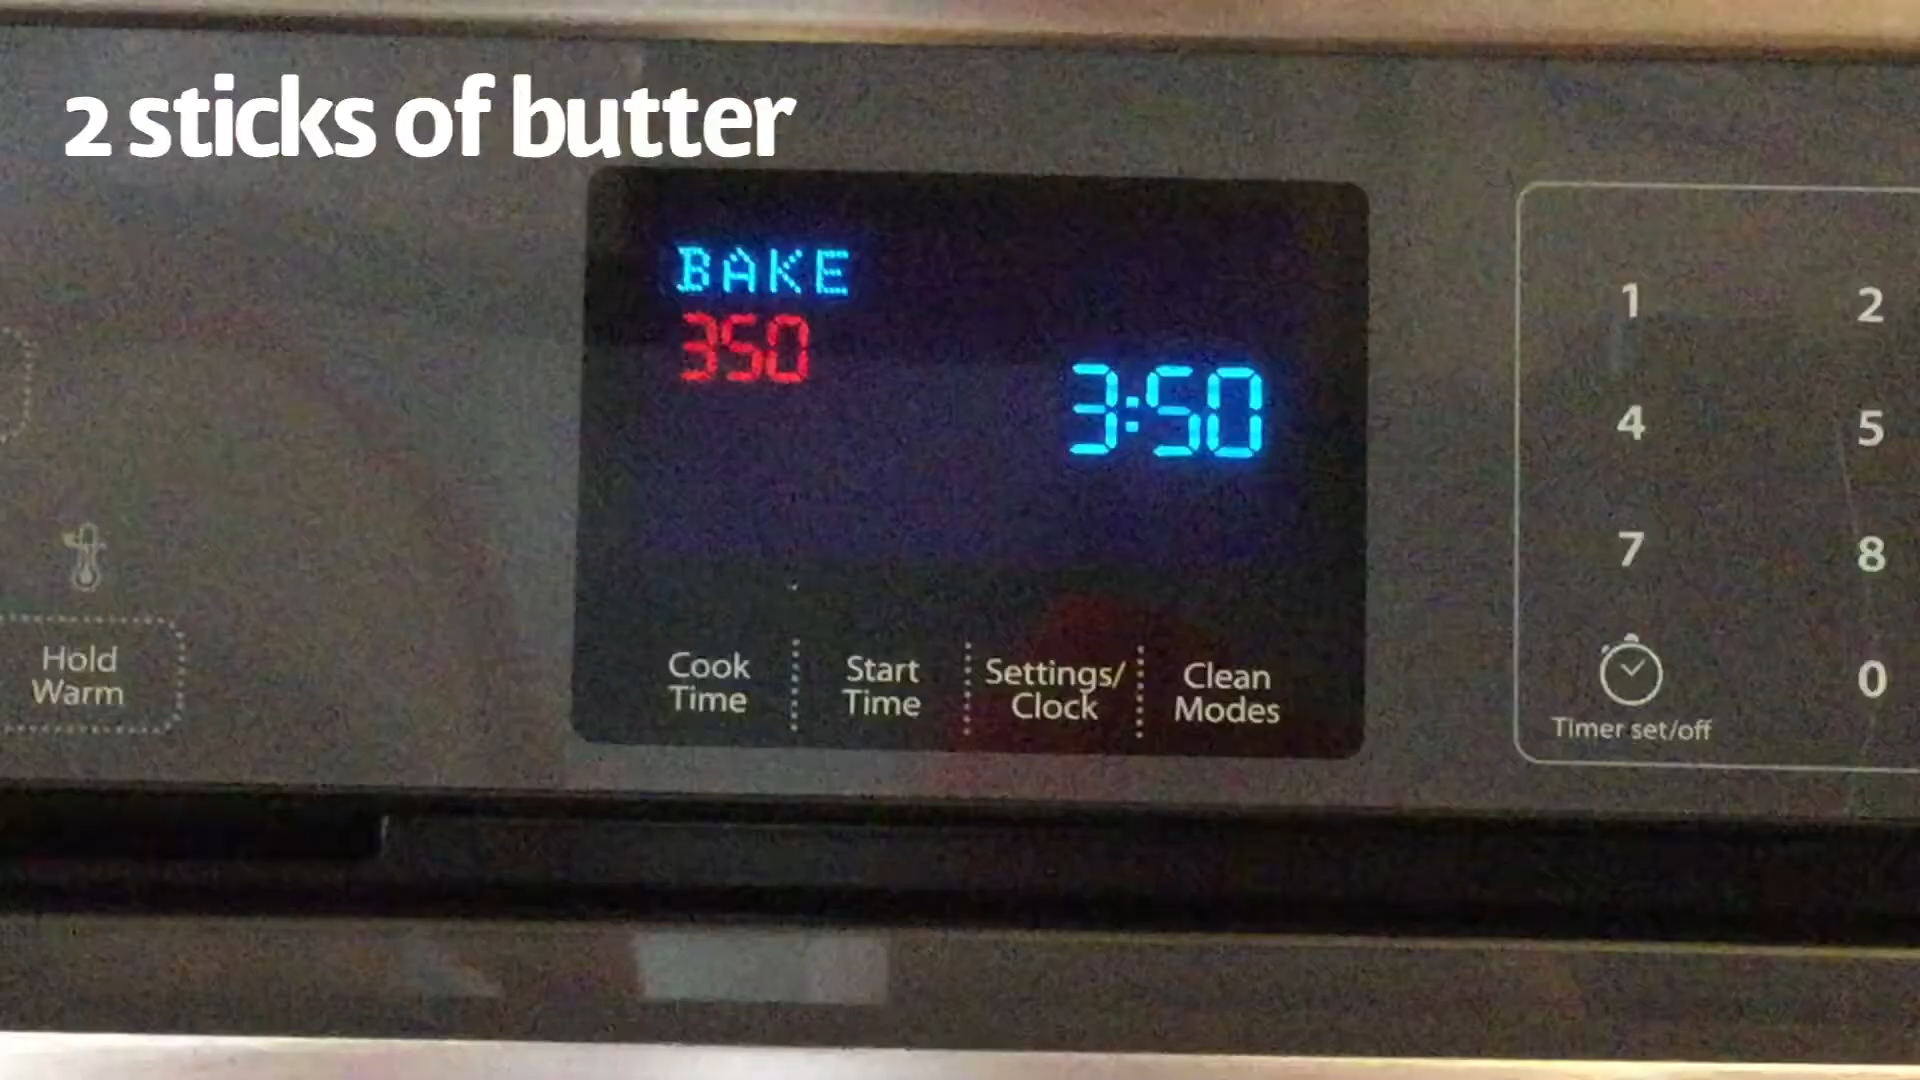 2 sticks of butter
BAKE
350
3:50
Hold
Warm
Cook
Time
Start
Time
Settings/
Clock
Clean
Modes
1 2
4 5
7 8
0
Timer set/off